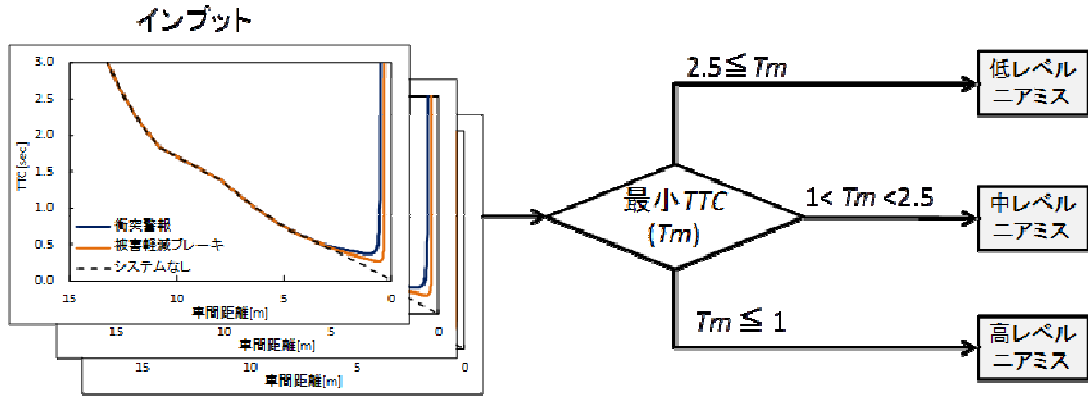 インプット
3.0
2.5
2.0
1.5
1.0
0.5
0.0
TTC[sec]
衝突警報
被害軽減ブレーキ
システムなし
15
10
5
0
車間距離[m]
15
10
5
0
車間距離[m]
15
10
5
0
車間距離[m]
最小TTC
(Tm)
2.5≦Tm
低レベル
ニアミス
1< Tm <2.5
中レベル
ニアミス
Tm ≦ 1
高レベル
ニアミス